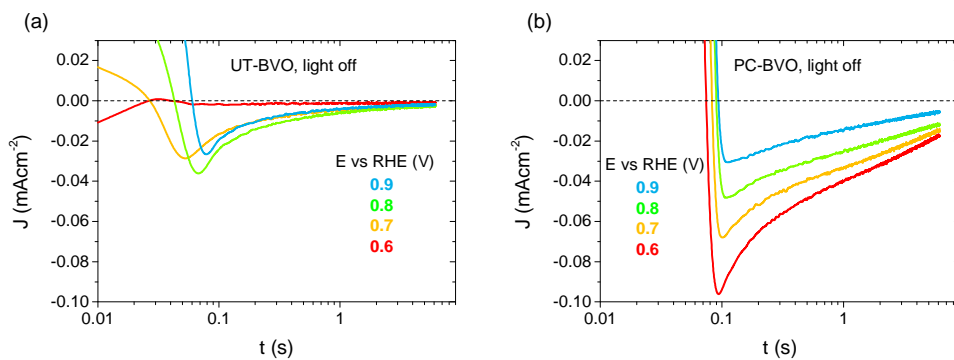 (a)
UT-BVO, light off
0.02
0.00
-0.02
-0.04
-0.06
-0.08
-0.10
J (mAcm-2)
E vs RHE (V)
0.9
0.8
0.7
0.6
0.01
0.1
1
t (s)
(b)
PC-BVO, light off
0.02
0.00
-0.02
-0.04
-0.06
-0.08
-0.10
J (mAcm-2)
E vs RHE (V)
0.9
0.8
0.7
0.6
0.01
0.1
1
t (s)